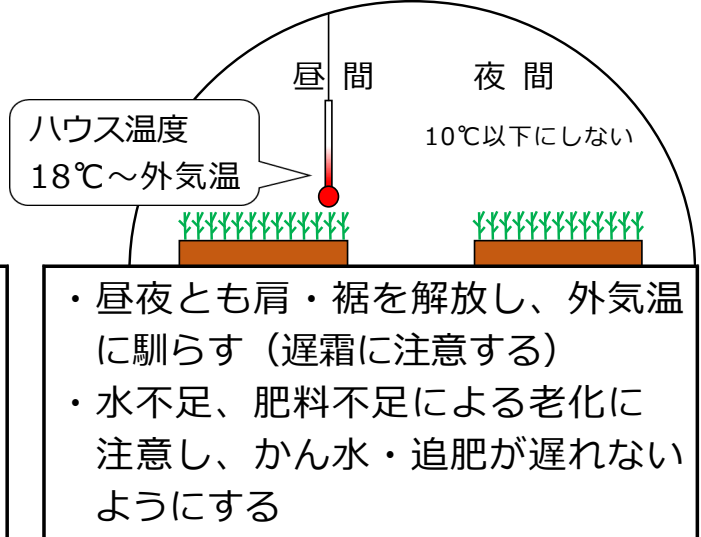 昼 間
夜 間
ハウス温度
18℃～外気温
10℃以下にしない
・昼夜とも肩・裾を解放し、外気温
に馴らす（遅霜に注意する）
・水不足、肥料不足による老化に
注意し、かん水・追肥が遅れない
ようにする